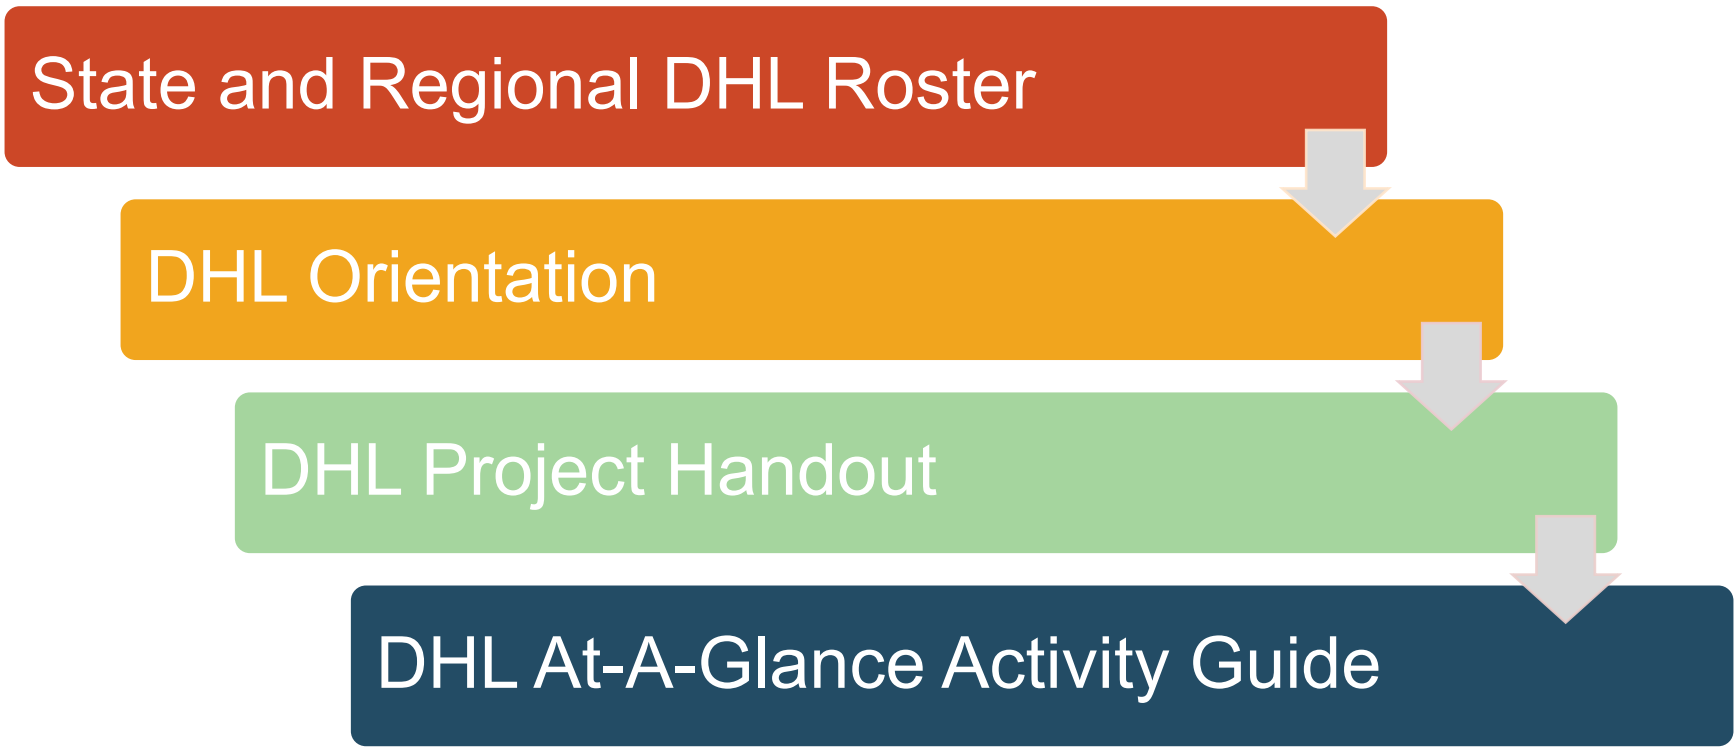 State and Regional DHL Roster
DHL Orientation
DHL Project Handout
DHL At-A-Glance Activity Guide